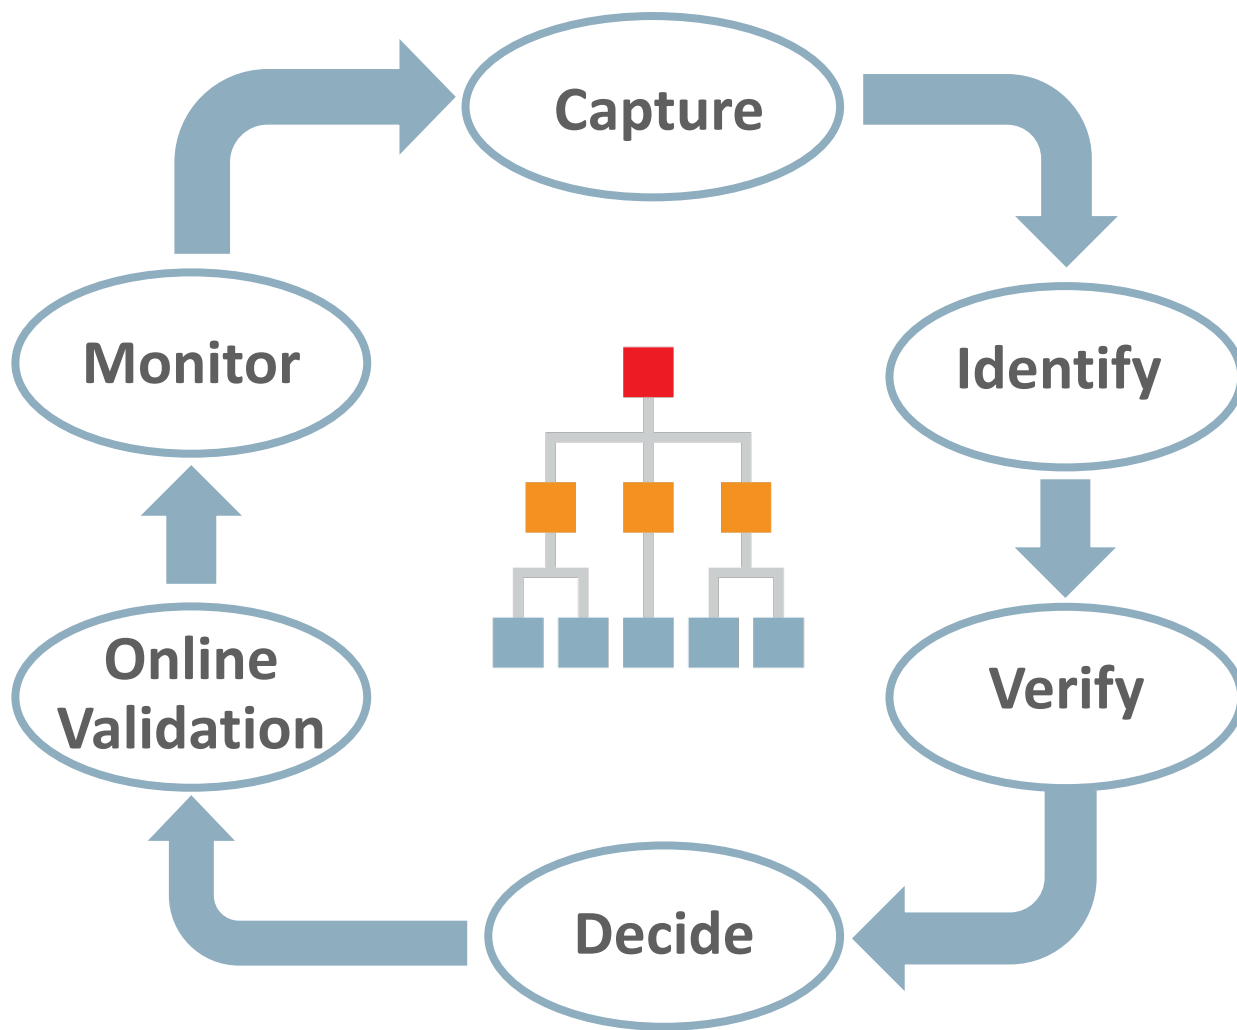 Capture
Identify
Verify
Decide
Online
Validation
Monitor